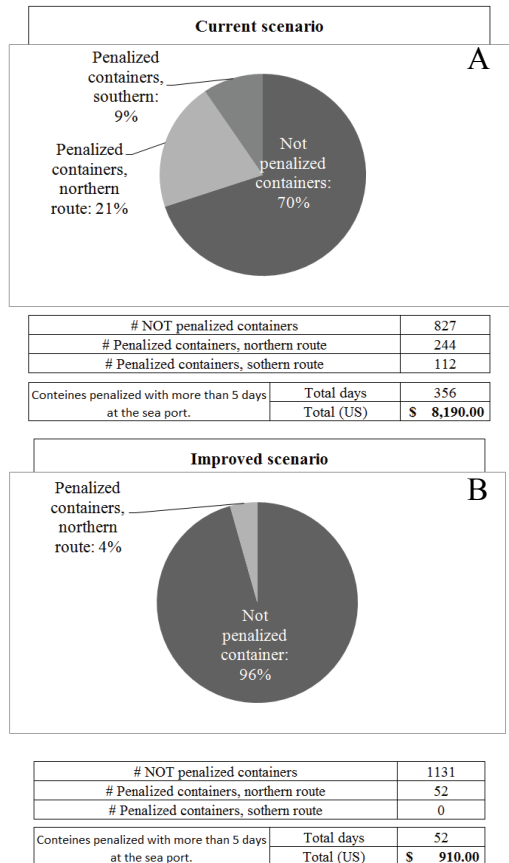 Current scenario
A
Penalized
containers,
southern:
9%
Penalized
containers,
northern
route: 21%
Not
penalized
containers:
70%
# NOT penalized containers 827
# Penalized containers, northern route 244
# Penalized containers, sothern route 112
Conteines penalized with more than 5 days
at the sea port.
Total days 356
Total (US) $ 8,190.00
Improved scenario
B
Penalized
containers,
northern
route: 4%
Not
penalized
container:
96%
# NOT penalized containers 1131
# Penalized containers, northern route 52
# Penalized containers, sothern route 0
Conteines penalized with more than 5 days
at the sea port.
Total days 52
Total (US) $ 910.00